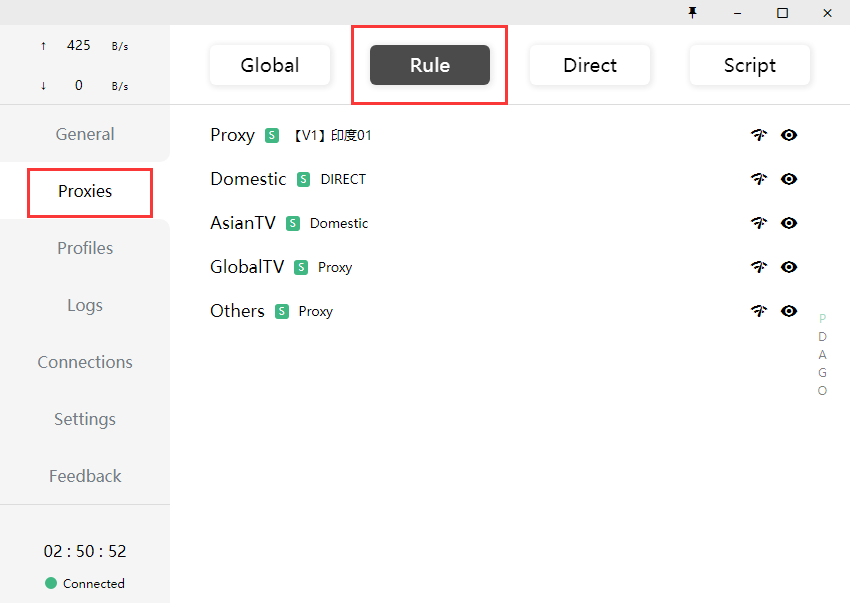 ↑ 425 B/s
↓ 0 B/s
General
Proxies
Profiles
Logs
Connections
Settings
Feedback
02 : 50 : 52
Connected
Global Rule Direct Script
Proxy S 【V1】印度01
Domestic S DIRECT
AsianTV S Domestic
GlobalTV S Proxy
Others S Proxy
P
D
A
G
O